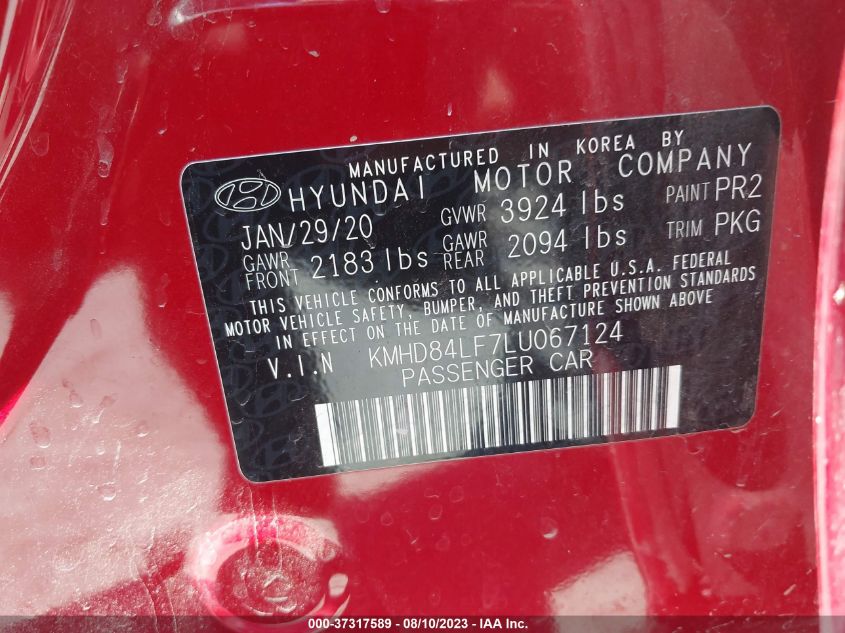 MANUFACTURED IN KOREA BY
HYUNDAI MOTOR COMPANY
JAN/29/20 GVWR 3924 lbs PAINT PR2
GAWR FRONT 2183 lbs GAWR REAR 2094 lbs TRIM PKG
THIS VEHICLE CONFORMS TO ALL APPLICABLE U.S.A. FEDERAL
MOTOR VEHICLE SAFETY, BUMPER, AND THEFT PREVENTION STANDARDS
IN EFFECT ON THE DATE OF MANUFACTURE SHOWN ABOVE
V.I.N KMHD84LF7LU067124
PASSENGER CAR
000-37317589 - 08/10/2023 - IAA Inc.